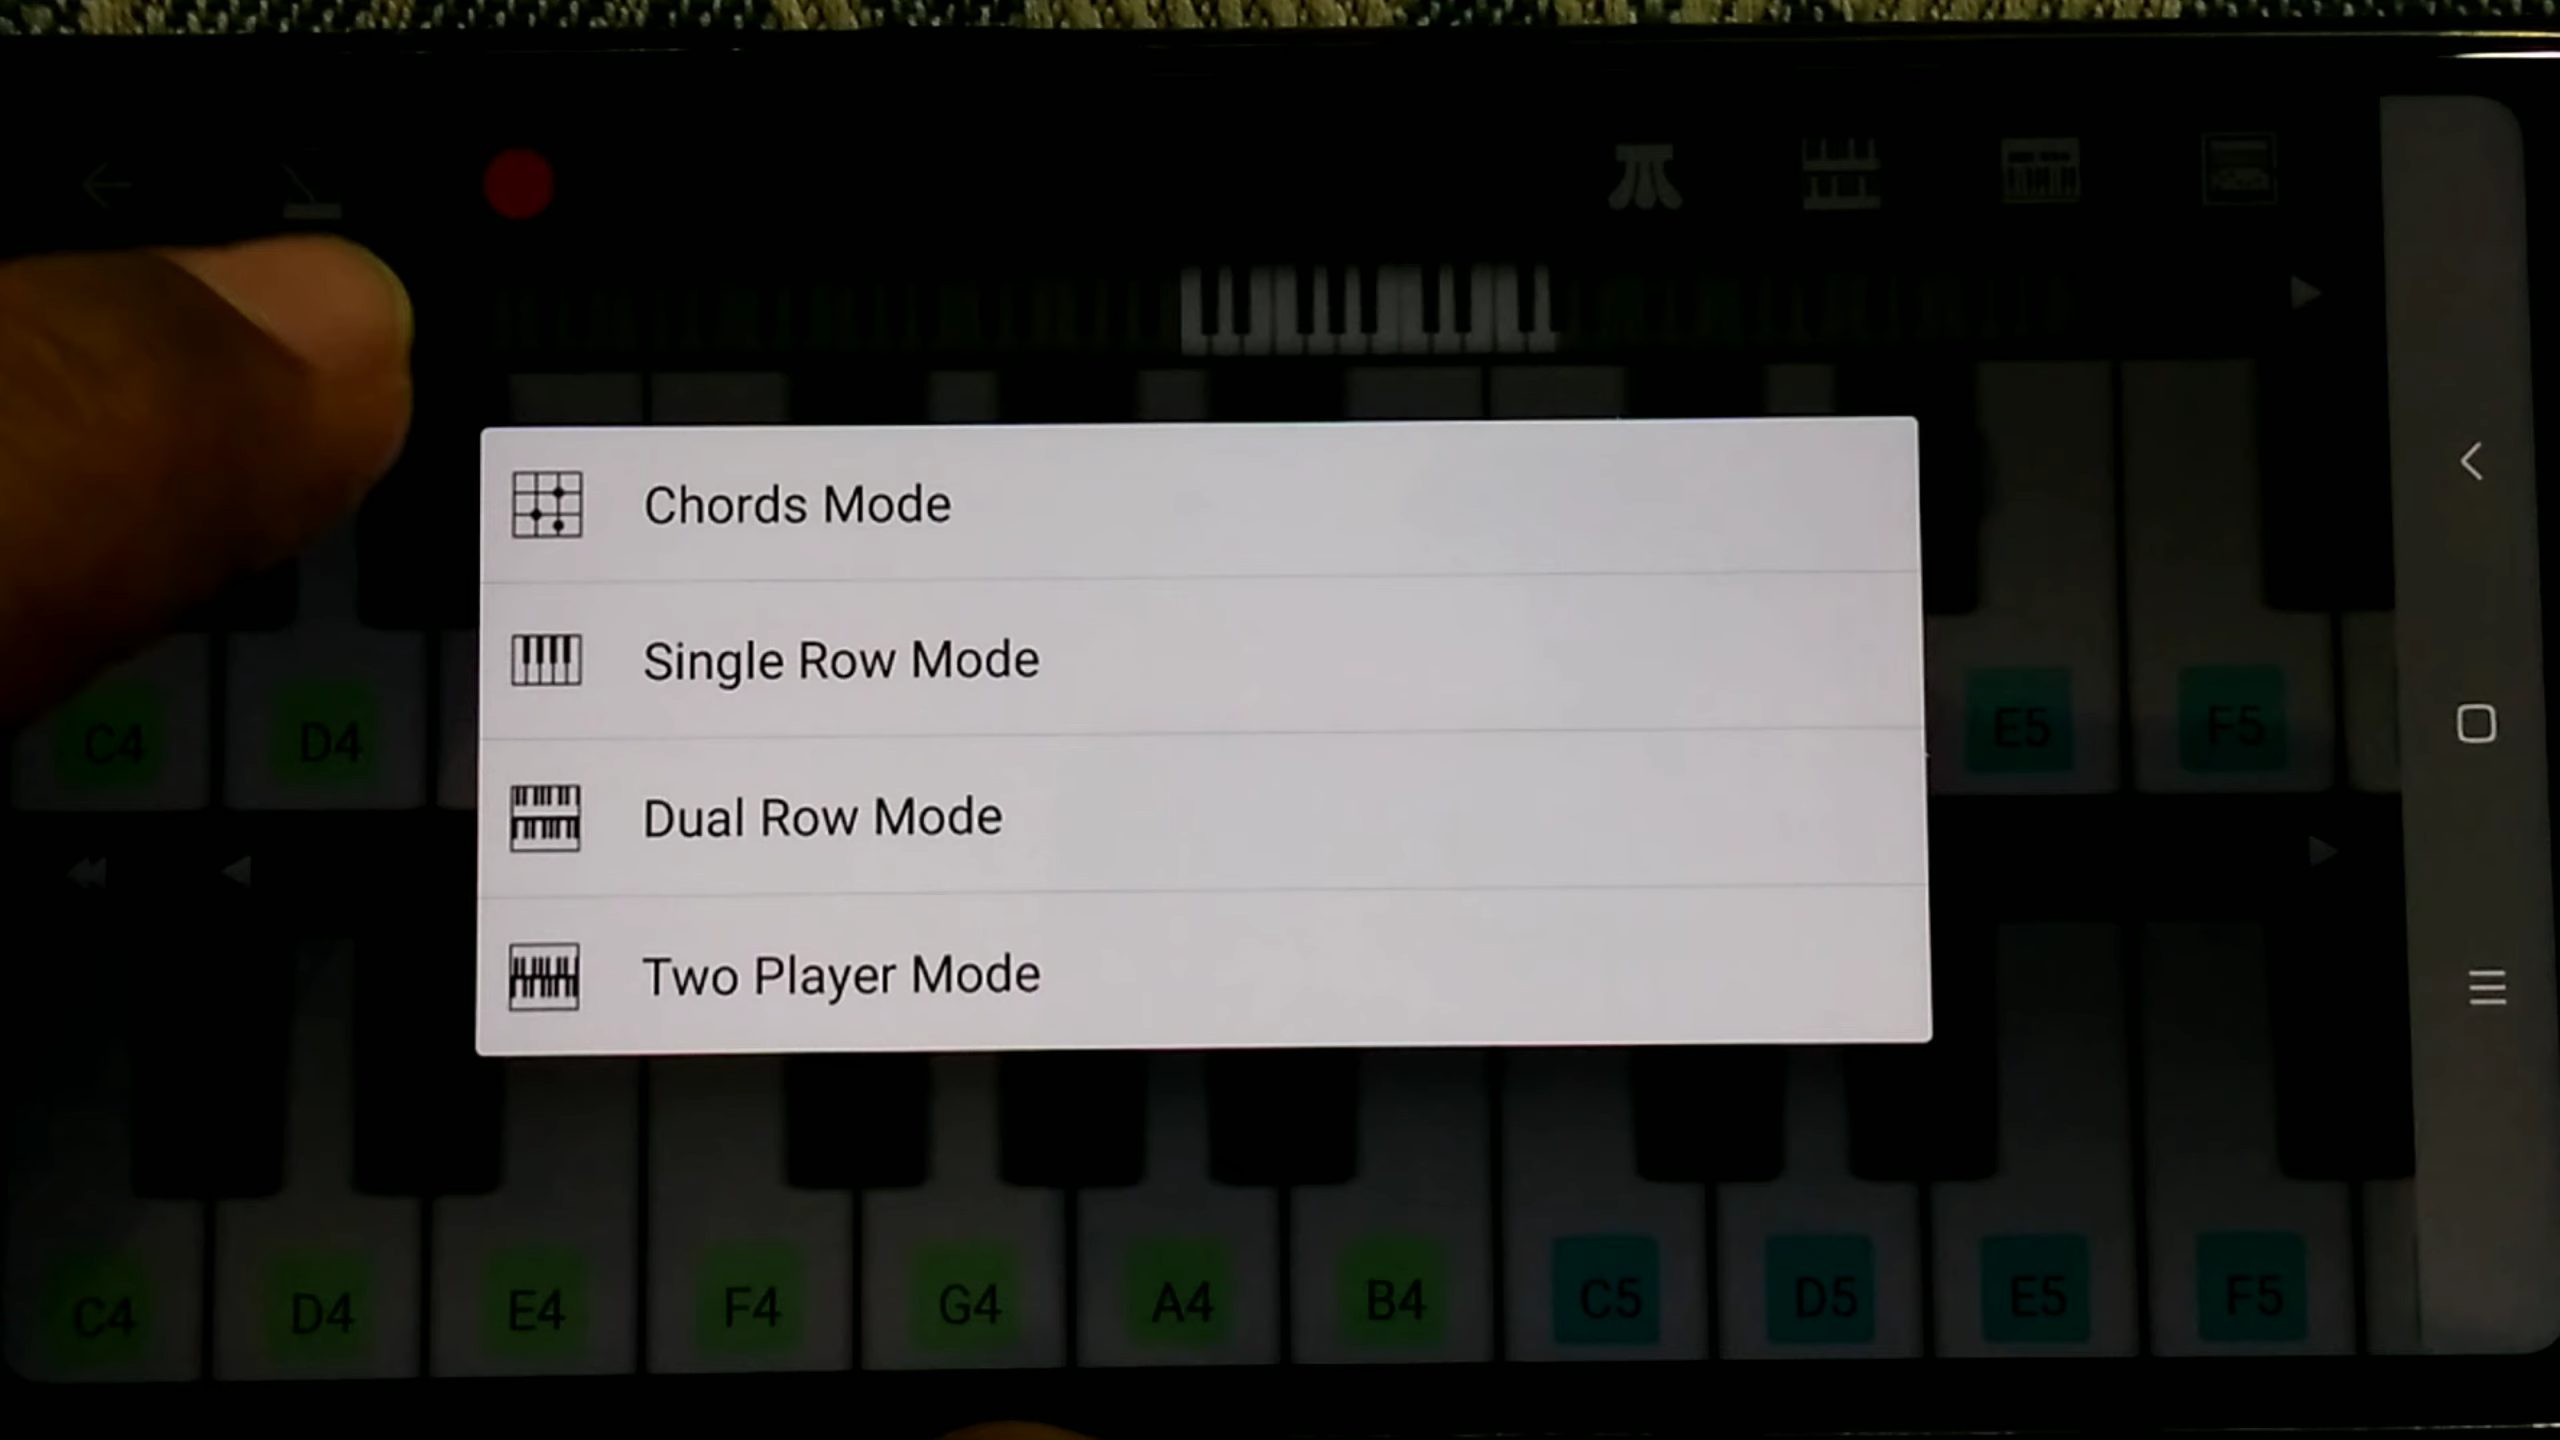 Chords Mode
Single Row Mode
Dual Row Mode
Two Player Mode
C4 D4 E5 F5
C4 D4 E4 F4 G4 A4 B4 C5 D5 E5 F5